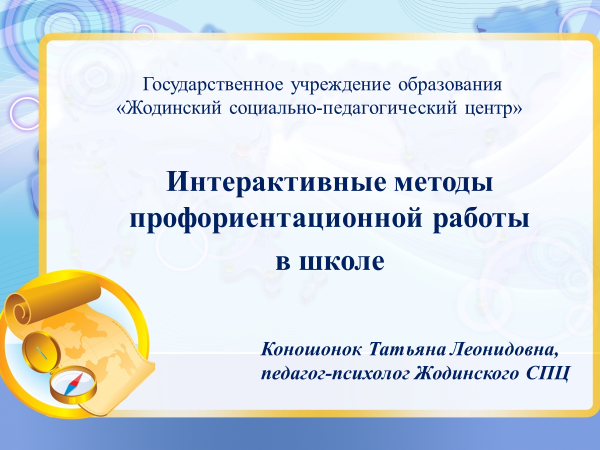 Государственное учреждение образования
«Жодинский социально-педагогический центр»
Интерактивные методы
профориентационной работы
в школе
Коношонок Татьяна Леонидовна,
педагог-психолог Жодинского СПЦ